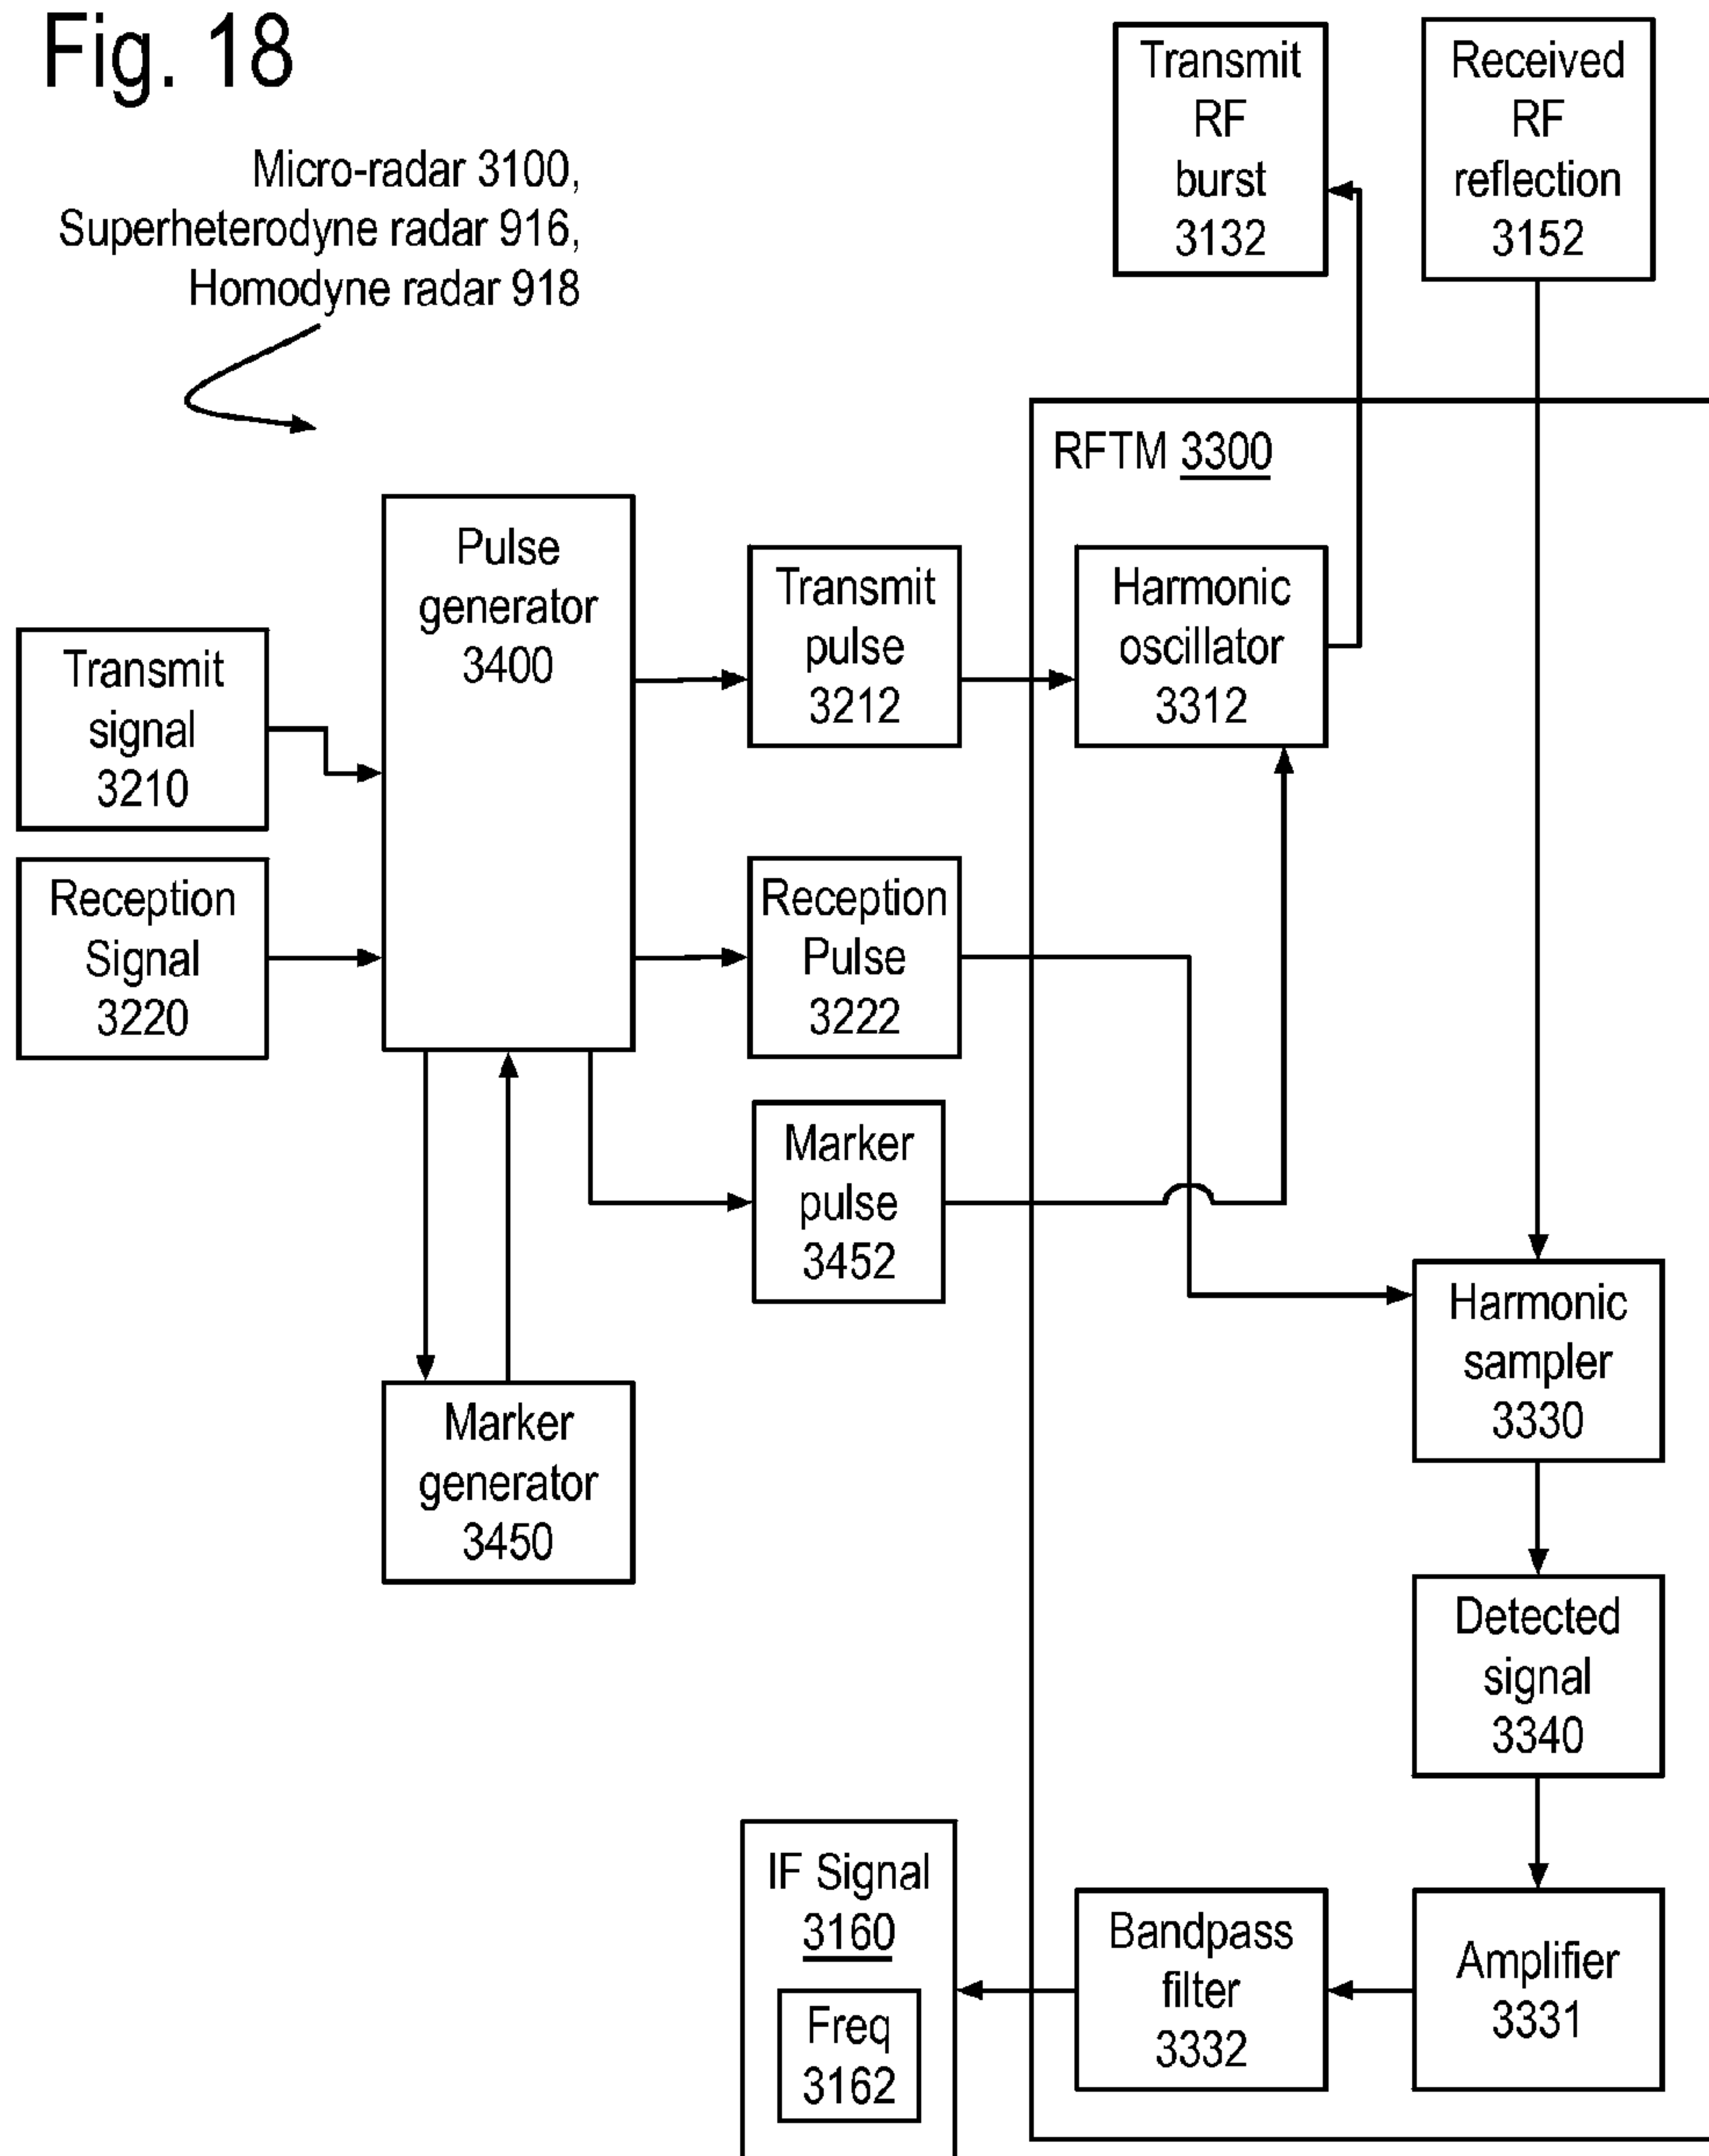 Fig. 18
Micro-radar 3100,
Superheterodyne radar 916,
Homodyne radar 918
Transmit
RF
burst
3132
Received
RF
reflection
3152
RFTM 3300
Pulse
generator
3400
Transmit
pulse
3212
Harmonic
oscillator
3312
Transmit
signal
3210
Reception
Signal
3220
Reception
Pulse
3222
Marker
pulse
3452
Harmonic
sampler
3330
Marker
generator
3450
Detected
signal
3340
IF Signal
3160
Freq
3162
Bandpass
filter
3332
Amplifier
3331